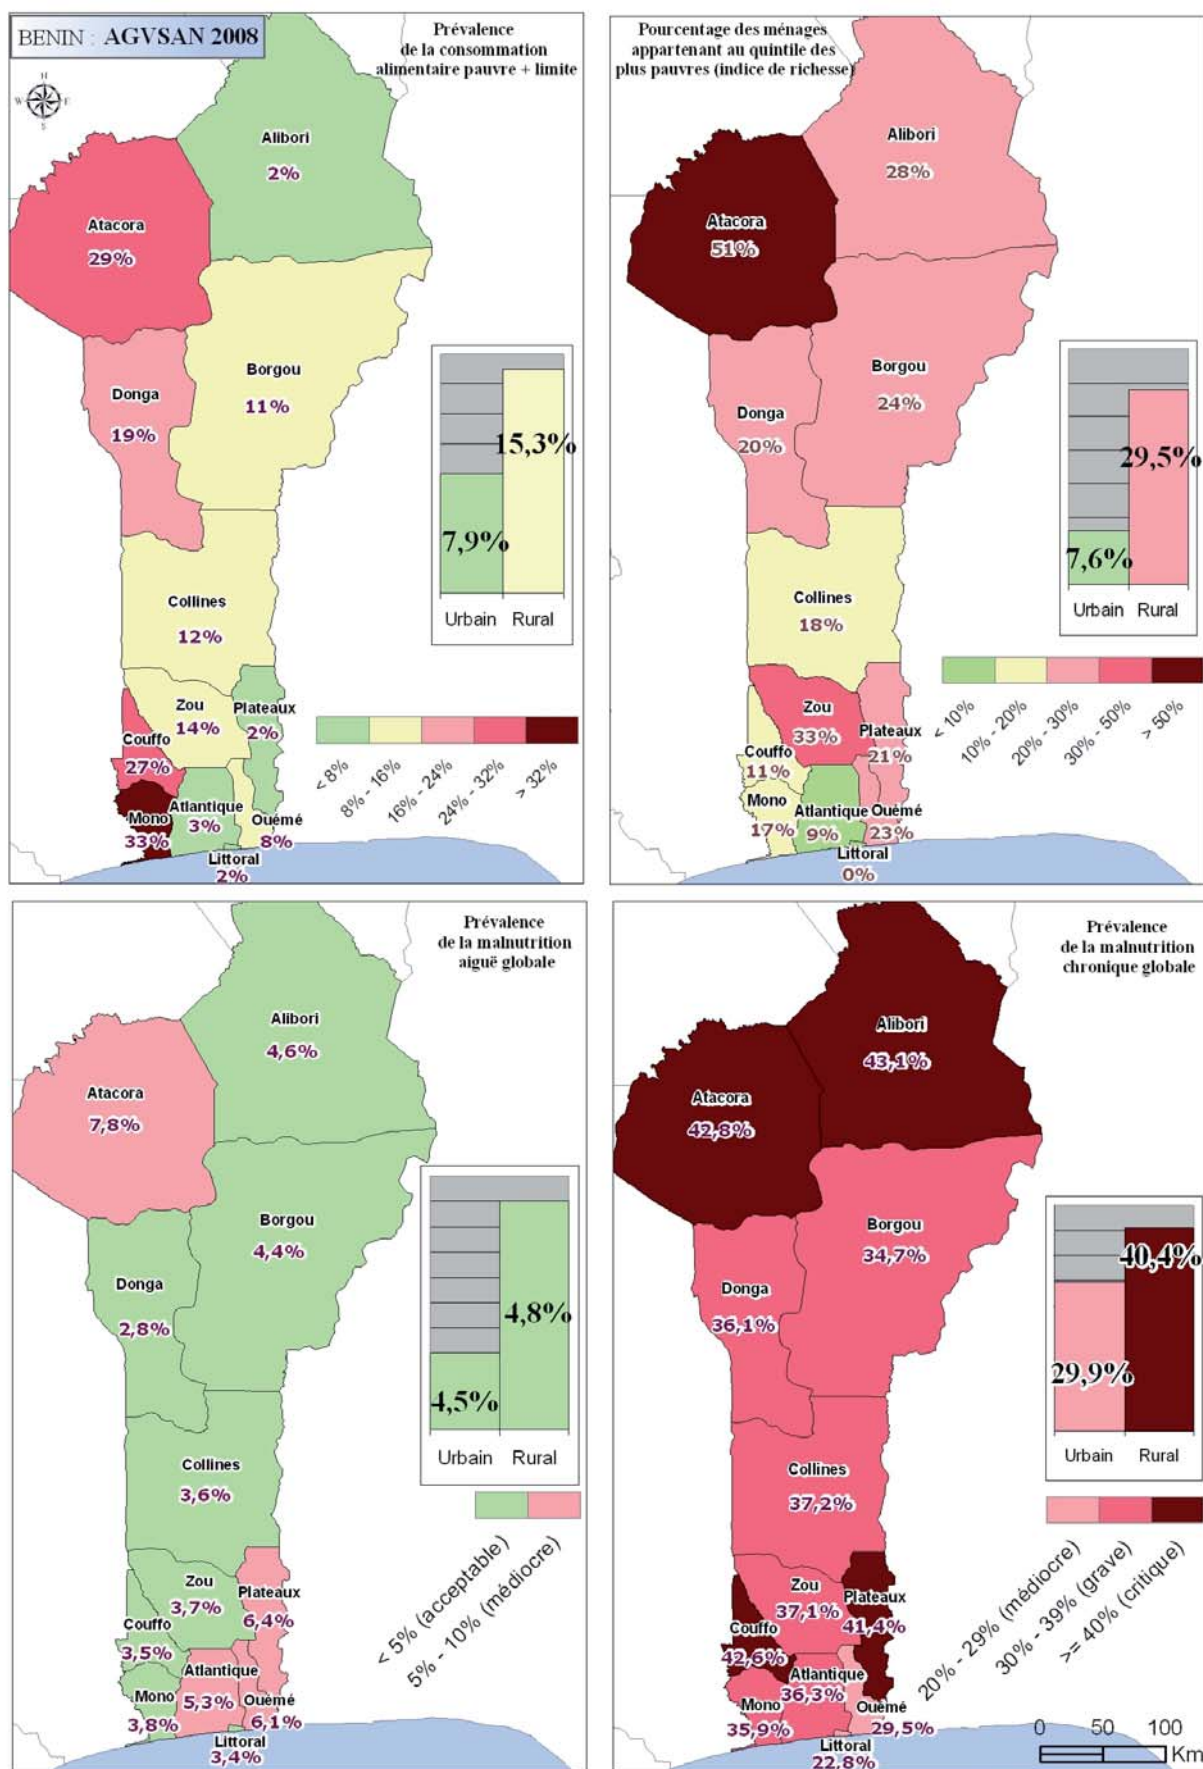 BENIN : AGVSAN 2008
Prévalence
de la consommation
alimentaire pauvre + limite
N
W
E
S
Alibori
2%
Atacora
29%
Borgou
11%
Donga
19%
15,3%
7,9%
Urbain
Rural
Collines
12%
Zou
14%
Plateaux
2%
Couffo
27%
Atlantique
3%
Mono
33%
Ouémé
8%
Littoral
2%
< 8%
8% - 16%
16% - 24%
24% - 32%
> 32%
Pourcentage des ménages
appartenant au quintile des
plus pauvres (indice de richesse)
Alibori
28%
Atacora
51%
Borgou
24%
Donga
20%
29,5%
7,6%
Urbain
Rural
Collines
18%
Zou
33%
Plateaux
21%
Couffo
11%
Mono
17%
Atlantique
9%
Ouémé
23%
Littoral
0%
< 10%
10% - 20%
20% - 30%
30% - 50%
> 50%
Prévalence
de la malnutrition
aiguë globale
Alibori
4,6%
Atacora
7,8%
Borgou
4,4%
Donga
2,8%
4,8%
4,5%
Urbain
Rural
Collines
3,6%
Zou
3,7%
Plateaux
6,4%
Couffo
3,5%
Atlantique
5,3%
Mono
3,8%
Ouémé
6,1%
Littoral
3,4%
< 5% (acceptable)
5% - 10% (médiocre)
Prévalence
de la malnutrition
chronique globale
Alibori
43,1%
Atacora
42,8%
Borgou
34,7%
Donga
36,1%
40,4%
29,9%
Urbain
Rural
Collines
37,2%
Zou
37,1%
Plateaux
41,4%
Couffo
42,6%
Atlantique
36,3%
Mono
35,9%
Ouémé
29,5%
Littoral
22,8%
20% - 29% (médiocre)
30% - 39% (grave)
>= 40% (critique)
0 50 100
Km